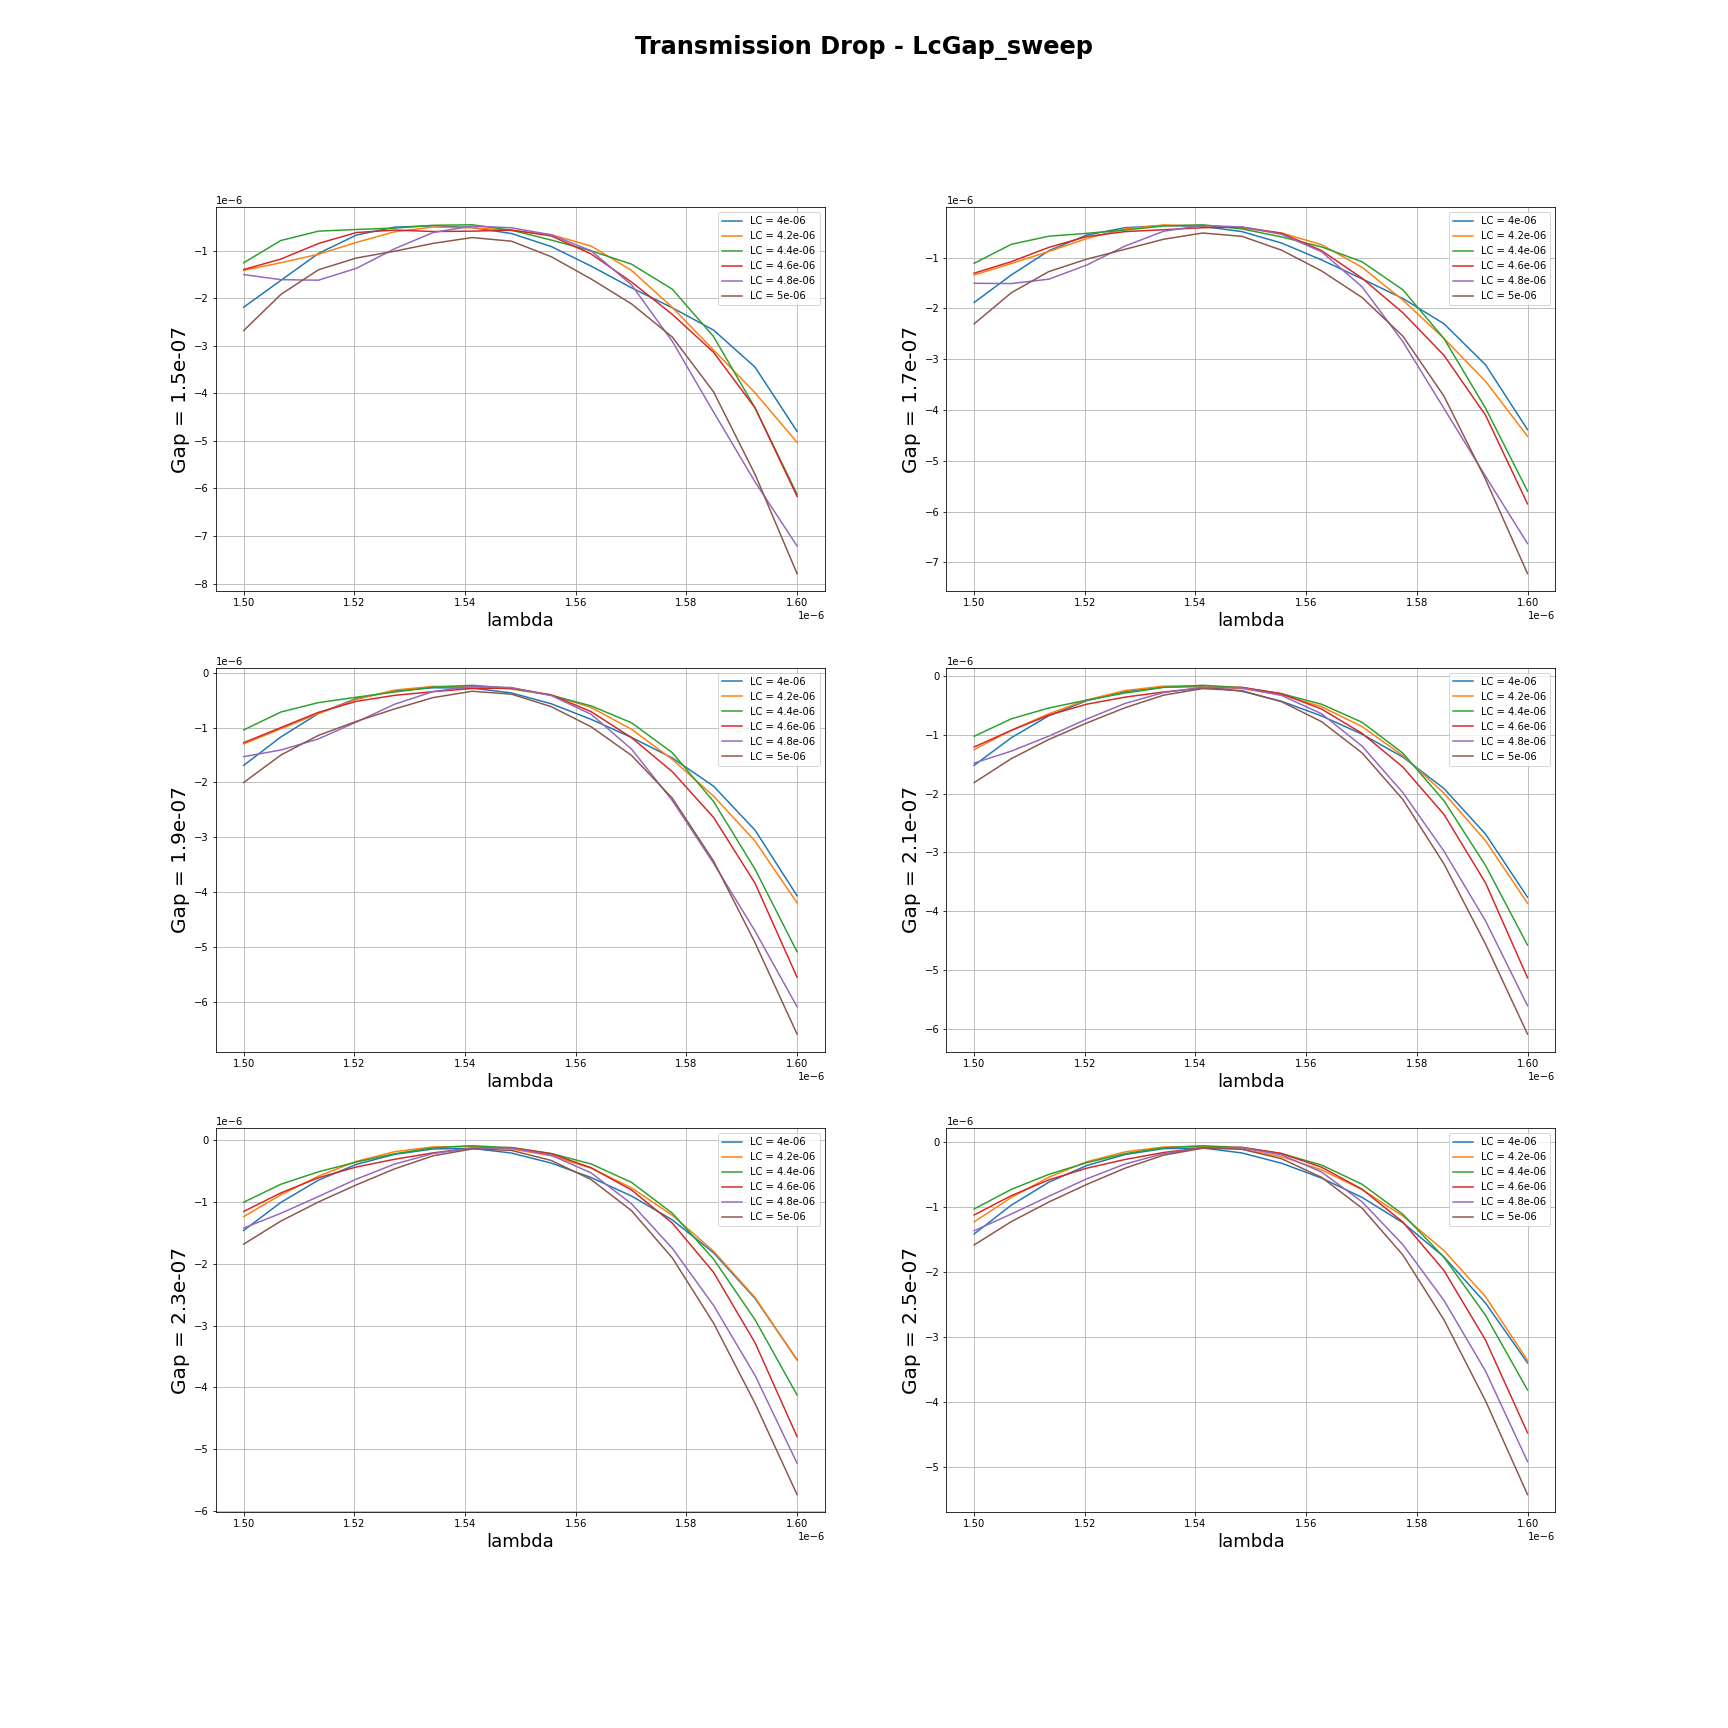 Transmission Drop - LcGap_sweep
1e−6
−1
−2
−3
−4
−5
−6
−7
−8
Gap = 1.5e-07
LC = 4e-06
LC = 4.2e-06
LC = 4.4e-06
LC = 4.6e-06
LC = 4.8e-06
LC = 5e-06
1.50 1.52 1.54 1.56 1.58 1.60
1e−6
lambda
1e−6
−1
−2
−3
−4
−5
−6
−7
Gap = 1.7e-07
LC = 4e-06
LC = 4.2e-06
LC = 4.4e-06
LC = 4.6e-06
LC = 4.8e-06
LC = 5e-06
1.50 1.52 1.54 1.56 1.58 1.60
1e−6
lambda
1e−6
0
−1
−2
−3
−4
−5
−6
Gap = 1.9e-07
LC = 4e-06
LC = 4.2e-06
LC = 4.4e-06
LC = 4.6e-06
LC = 4.8e-06
LC = 5e-06
1.50 1.52 1.54 1.56 1.58 1.60
1e−6
lambda
1e−6
0
−1
−2
−3
−4
−5
−6
Gap = 2.1e-07
LC = 4e-06
LC = 4.2e-06
LC = 4.4e-06
LC = 4.6e-06
LC = 4.8e-06
LC = 5e-06
1.50 1.52 1.54 1.56 1.58 1.60
1e−6
lambda
1e−6
0
−1
−2
−3
−4
−5
−6
Gap = 2.3e-07
LC = 4e-06
LC = 4.2e-06
LC = 4.4e-06
LC = 4.6e-06
LC = 4.8e-06
LC = 5e-06
1.50 1.52 1.54 1.56 1.58 1.60
1e−6
lambda
1e−6
0
−1
−2
−3
−4
−5
Gap = 2.5e-07
LC = 4e-06
LC = 4.2e-06
LC = 4.4e-06
LC = 4.6e-06
LC = 4.8e-06
LC = 5e-06
1.50 1.52 1.54 1.56 1.58 1.60
1e−6
lambda